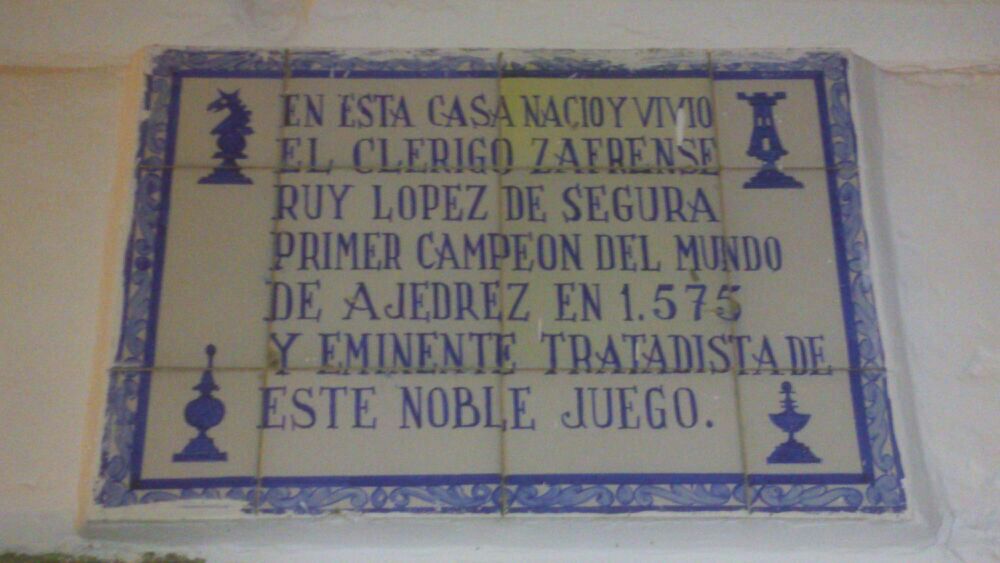 EN ESTA CASA NACIO Y VIVIO
EL CLERIGO ZAFRENSE
RUY LOPEZ DE SEGURA
PRIMER CAMPEON DEL MUNDO
DE AJEDREZ EN 1.575
Y EMINENTE TRATADISTA DE
ESTE NOBLE JUEGO.